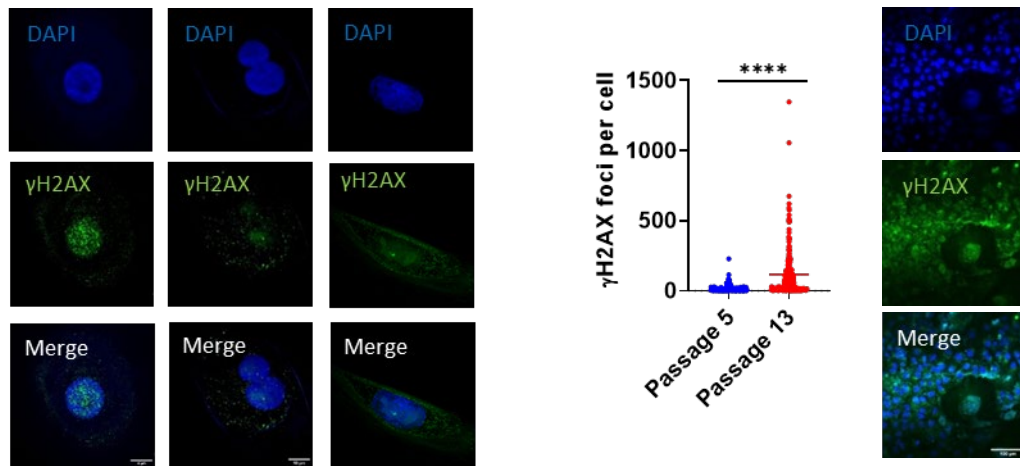 DAPI
DAPI
DAPI
γH2AX
γH2AX
γH2AX
Merge
Merge
Merge
γH2AX foci per cell
1500
1000
500
0
****
Passage 5
Passage 13
DAPI
γH2AX
Merge